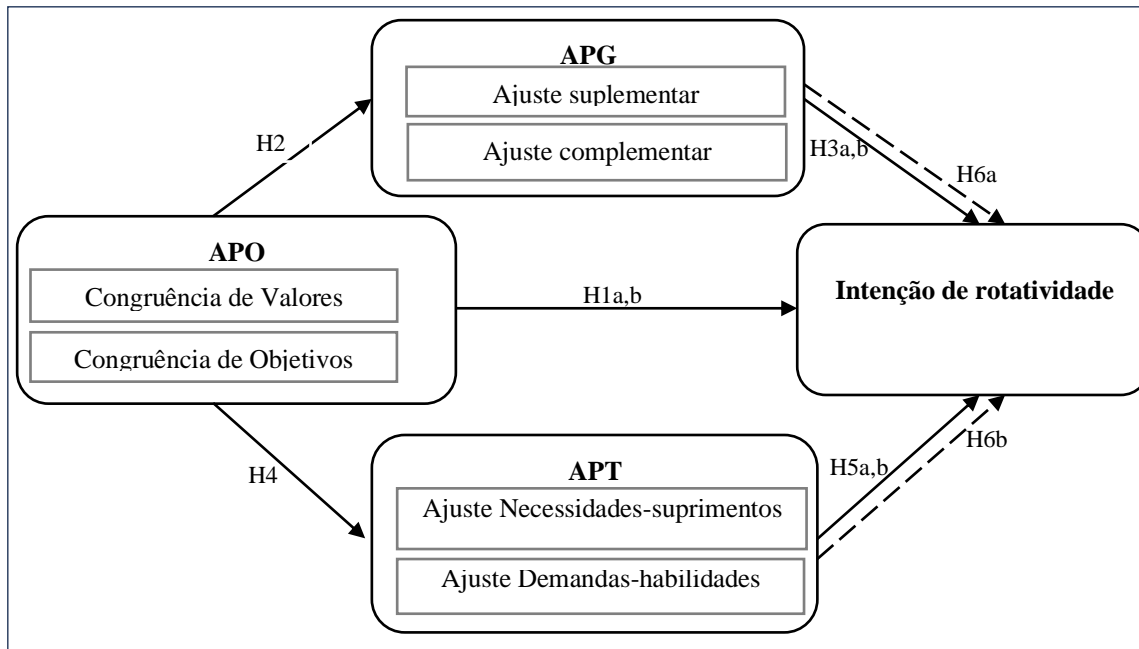 APG
Ajuste suplementar
Ajuste complementar
H2
H3a,b
H6a
APO
Congruência de Valores
Congruência de Objetivos
H1a,b
Intenção de rotatividade
H4
APT
Ajuste Necessidades-suprimentos
Ajuste Demandas-habilidades
H5a,b
H6b